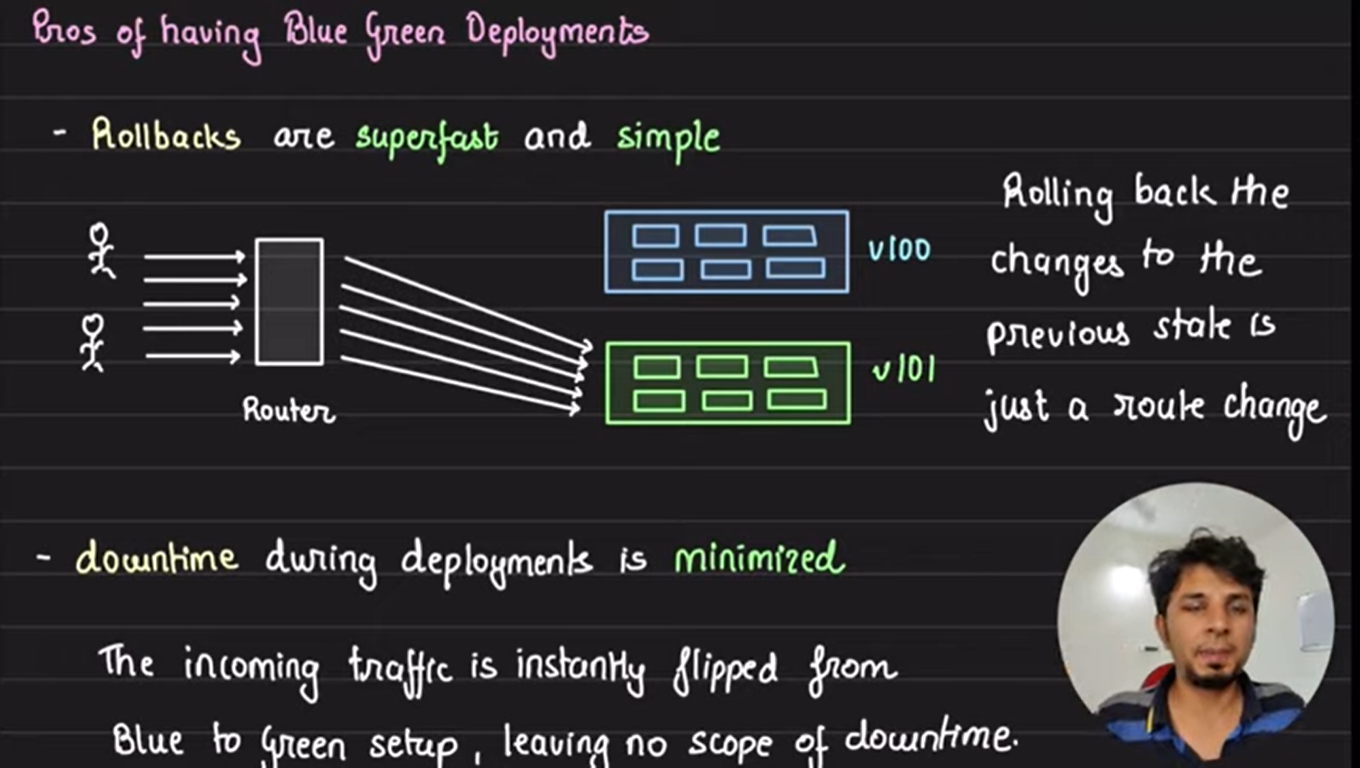 Pros of having Blue Green Deployments
- Rollbacks are superfast and simple
v100
v101
Router
Rolling back the
changes to the
previous state is
just a route change
- downtime during deployments is minimized
The incoming traffic is instantly flipped from
Blue to Green setup, leaving no scope of downtime.